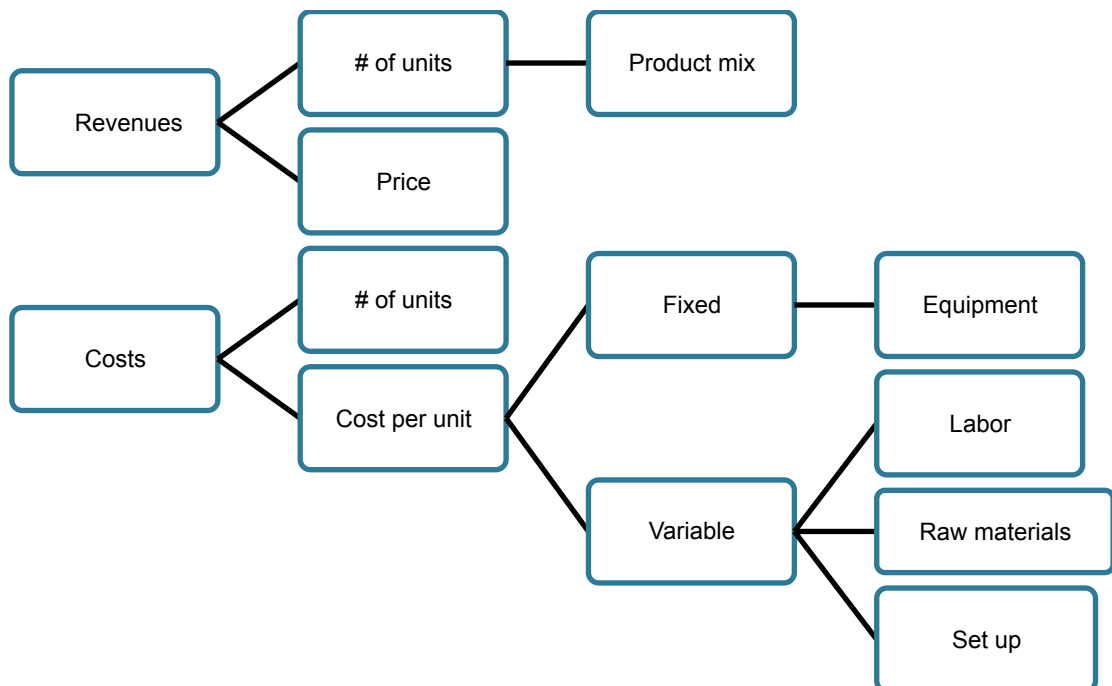 # of units
Product mix
Revenues
Price
# of units
Fixed
Equipment
Costs
Cost per unit
Labor
Variable
Raw materials
Set up